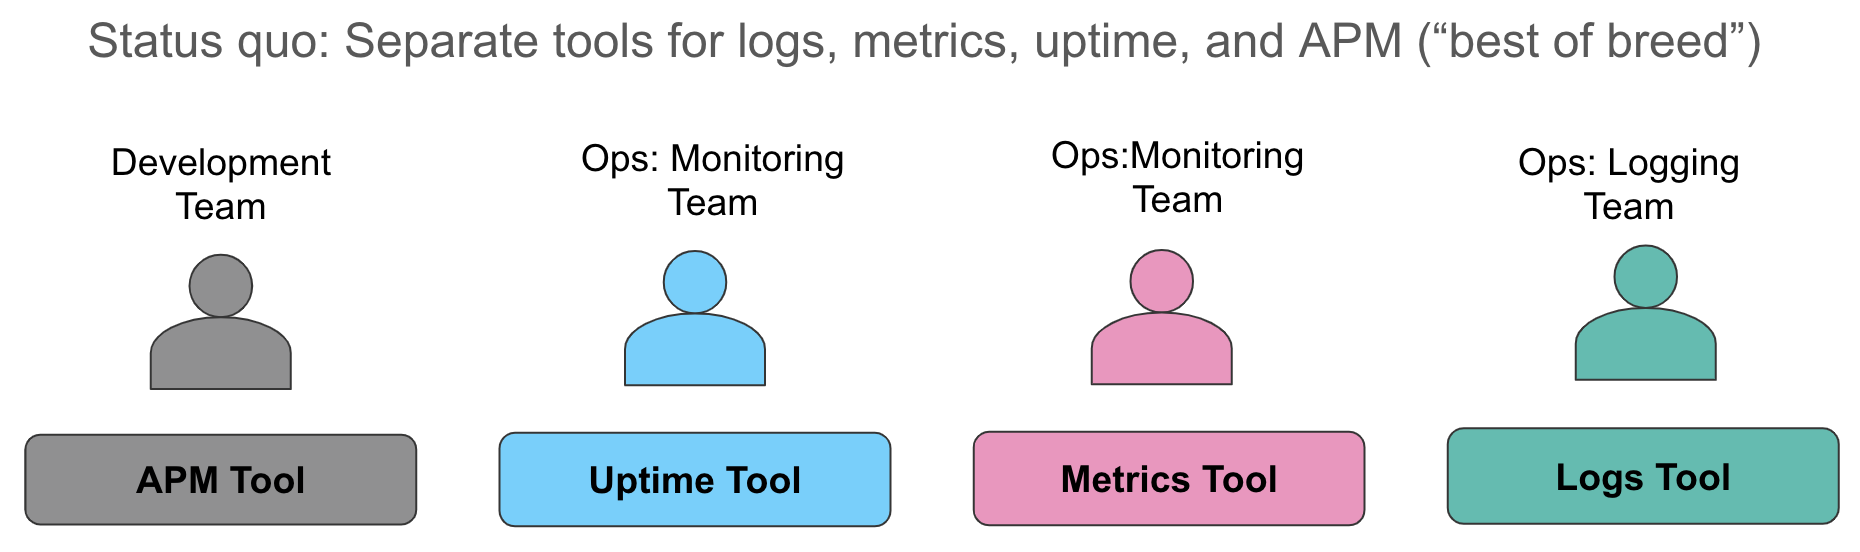 Status quo: Separate tools for logs, metrics, uptime, and APM (“best of breed”)
Development
Team
Ops: Monitoring
Team
Ops:Monitoring
Team
Ops: Logging
Team
APM Tool
Uptime Tool
Metrics Tool
Logs Tool